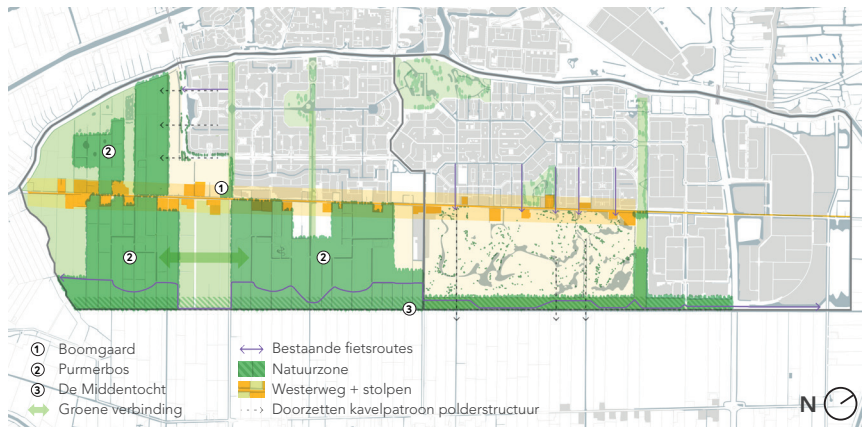 2
1
2
2
3
1 Boomgaard
2 Purmerbos
3 De Middentocht
Groene verbinding
Bestaande fietsroutes
Natuurzone
Westerweg + stolpen
Doorzetten kavelpatroon polderstructuur
N